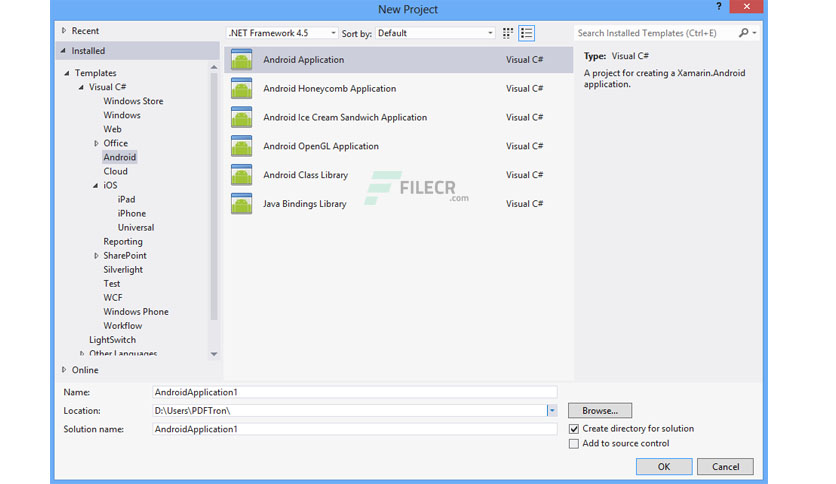 New Project
?
Recent
.NET Framework 4.5
Sort by:
Default
Search Installed Templates (Ctrl+E)
Installed
Templates
Visual C#
Windows Store
Windows
Web
Office
Android
Cloud
iOS
iPad
iPhone
Universal
Reporting
SharePoint
Silverlight
Test
WCF
Windows Phone
Workflow
LightSwitch
Other Languages
Online
Android Application Visual C#
Android Honeycomb Application Visual C#
Android Ice Cream Sandwich Application Visual C#
Android OpenGL Application Visual C#
Android Class Library Visual C#
Java Bindings Library Visual C#
FILECR
.com
Type: Visual C#
A project for creating a Xamarin.Android
application.
Name: AndroidApplication1
Location: D:\Users\PDFTron\
Browse...
Solution name: AndroidApplication1
Create directory for solution
Add to source control
OK
Cancel